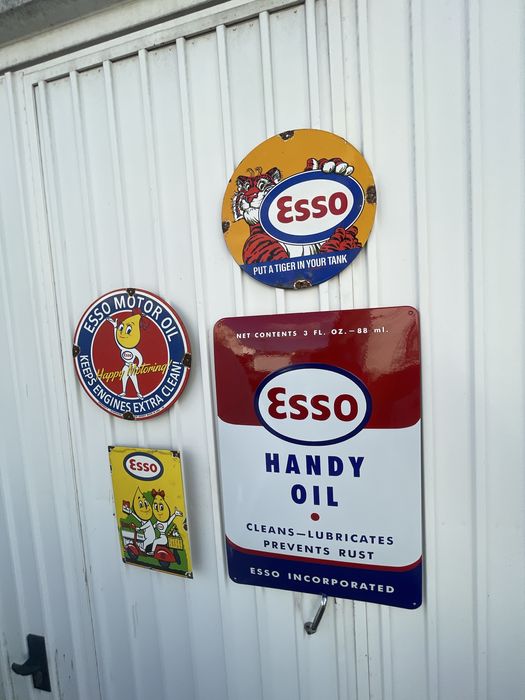 Esso
PUT A TIGER IN YOUR TANK
ESSO MOTOR OIL
Happy Motoring!
KEEPS ENGINES EXTRA CLEAN!
Esso
NET CONTENTS 3 FL. OZ.—88 ml.
Esso
HANDY
OIL
CLEANS—LUBRICATES
PREVENTS RUST
ESSO INCORPORATED